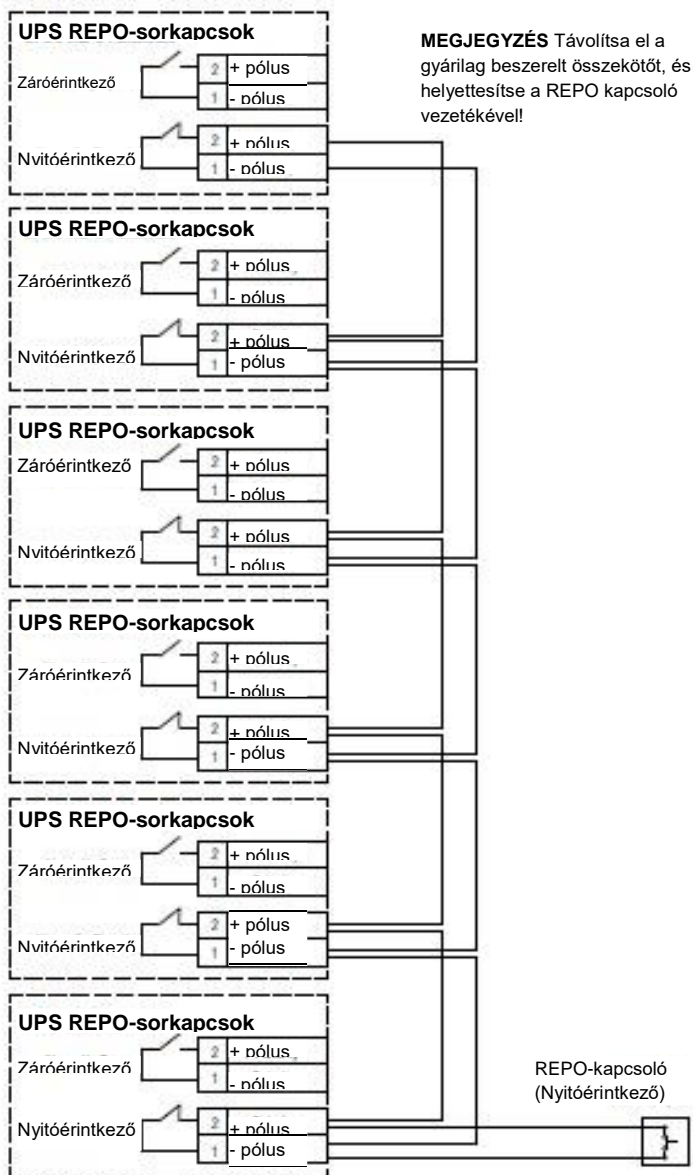 UPS REPO-sorkapcsok
Záróérintkező
2 + pólus
1 - pólus
Nyitóérintkező
2 + pólus
1 - pólus
MEGJEGYZÉS Távolítsa el a
gyárilag beszerelt összekötőt, és
helyettesítse a REPO kapcsoló
vezetékével!
UPS REPO-sorkapcsok
Záróérintkező
2 + pólus
1 - pólus
Nyitóérintkező
2 + pólus
1 - pólus
UPS REPO-sorkapcsok
Záróérintkező
2 + pólus
1 - pólus
Nyitóérintkező
2 + pólus
1 - pólus
UPS REPO-sorkapcsok
Záróérintkező
2 + pólus
1 - pólus
Nyitóérintkező
2 + pólus
1 - pólus
UPS REPO-sorkapcsok
Záróérintkező
2 + pólus
1 - pólus
Nyitóérintkező
2 + pólus
1 - pólus
UPS REPO-sorkapcsok
Záróérintkező
2 + pólus
1 - pólus
Nyitóérintkező
2 + pólus
1 - pólus
REPO-kapcsoló
(Nyitóérintkező)